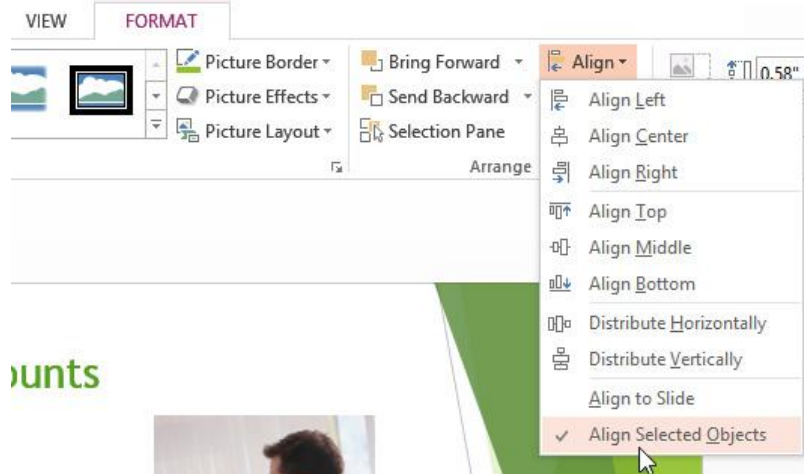 VIEW FORMAT
Picture Border
Bring Forward
Align
0.58"
Picture Effects
Send Backward
Picture Layout
Selection Pane
Arrange
Align Left
Align Center
Align Right
Align Top
Align Middle
Align Bottom
Distribute Horizontally
Distribute Vertically
Align to Slide
Align Selected Objects
ounts